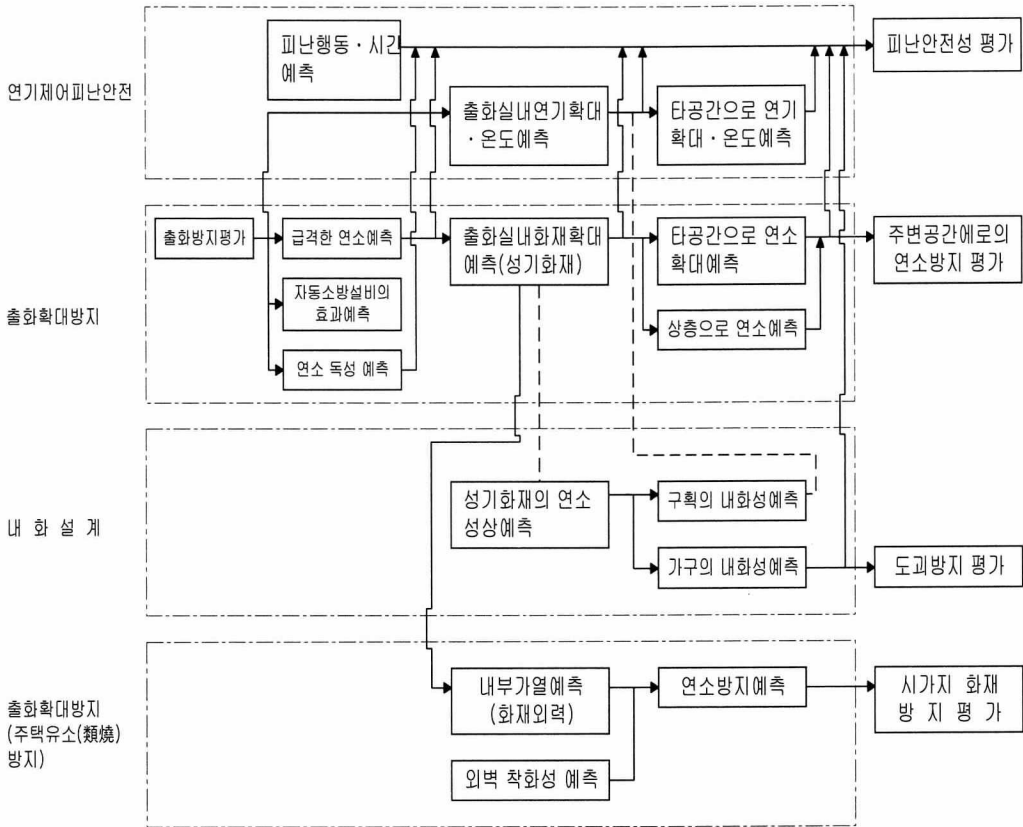 연기제어피난안전
피난행동·시간
예측
피난안전성 평가
출화실내연기확대
·온도예측
타공간으로 연기
확대·온도예측
출화확대방지
출화방지평가
급격한 연소예측
자동소방설비의
효과예측
연소 독성 예측
출화실내화재확대
예측(성기화재)
타공간으로 연소
확대예측
상층으로 연소예측
주변공간에로의
연소방지 평가
내 화 설 계
성기화재의 연소
성상예측
구획의 내화성예측
가구의 내화성예측
도괴방지 평가
출화확대방지
(주택유소(類燒)
방지)
내부가열예측
(화재외력)
외벽 착화성 예측
연소방지예측
시가지 화재
방 지 평 가